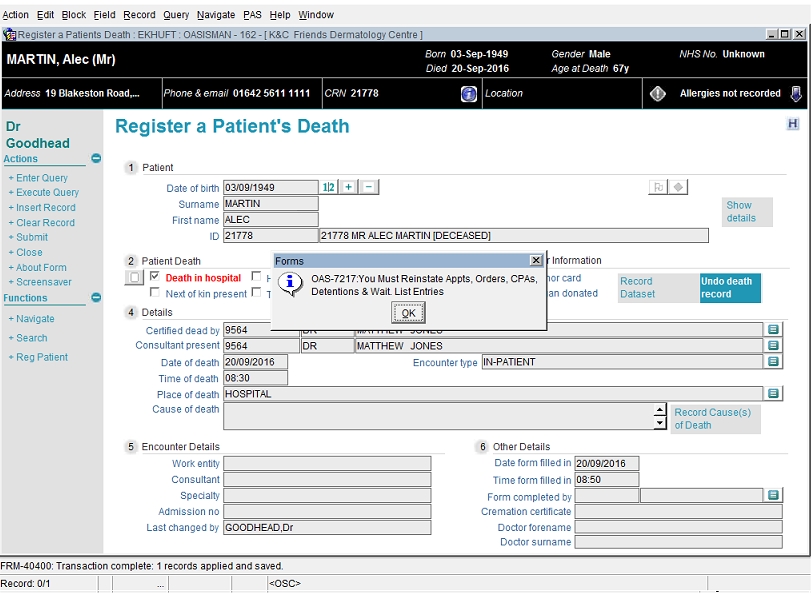 Action Edit Block Field Record Query Navigate PAS Help Window
Register a Patients Death : EKHUFT : OASISMAN - 162 - [ K&C Friends Dermatology Centre ]
MARTIN, Alec (Mr)
Born 03-Sep-1949 Gender Male NHS No. Unknown
Died 20-Sep-2016 Age at Death 67y
Address 19 Blakeston Road,... Phone & email 01642 5611 1111 CRN 21778 Location Allergies not recorded
Dr
Goodhead
Actions
+ Enter Query
+ Execute Query
+ Insert Record
+ Clear Record
+ Submit
+ Close
+ About Form
+ Screensaver
Functions
+ Navigate
+ Search
+ Reg Patient
Register a Patient's Death
H
1 Patient
Date of birth 03/09/1949 1|2 + −
Surname MARTIN
First name ALEC
ID 21778 21778 MR ALEC MARTIN [DECEASED]
Show
details
2 Patient Death
r Information
Death in hospital H
nor card
Next of kin present T
an donated
Record
Dataset
Undo death
record
Forms
OAS-7217:You Must Reinstate Appts, Orders, CPAs,
Detentions & Wait. List Entries
OK
4 Details
Certified dead by 9564 DR MATTHEW JONES
Consultant present 9564 DR MATTHEW JONES
Date of death 20/09/2016 Encounter type IN-PATIENT
Time of death 08:30
Place of death HOSPITAL
Cause of death
Record Cause(s)
of Death
5 Encounter Details
Work entity
Consultant
Specialty
Admission no
Last changed by GOODHEAD,Dr
6 Other Details
Date form filled in 20/09/2016
Time form filled in 08:50
Form completed by
Cremation certificate
Doctor forename
Doctor surname
FRM-40400: Transaction complete: 1 records applied and saved.
Record: 0/1 ... <OSC>